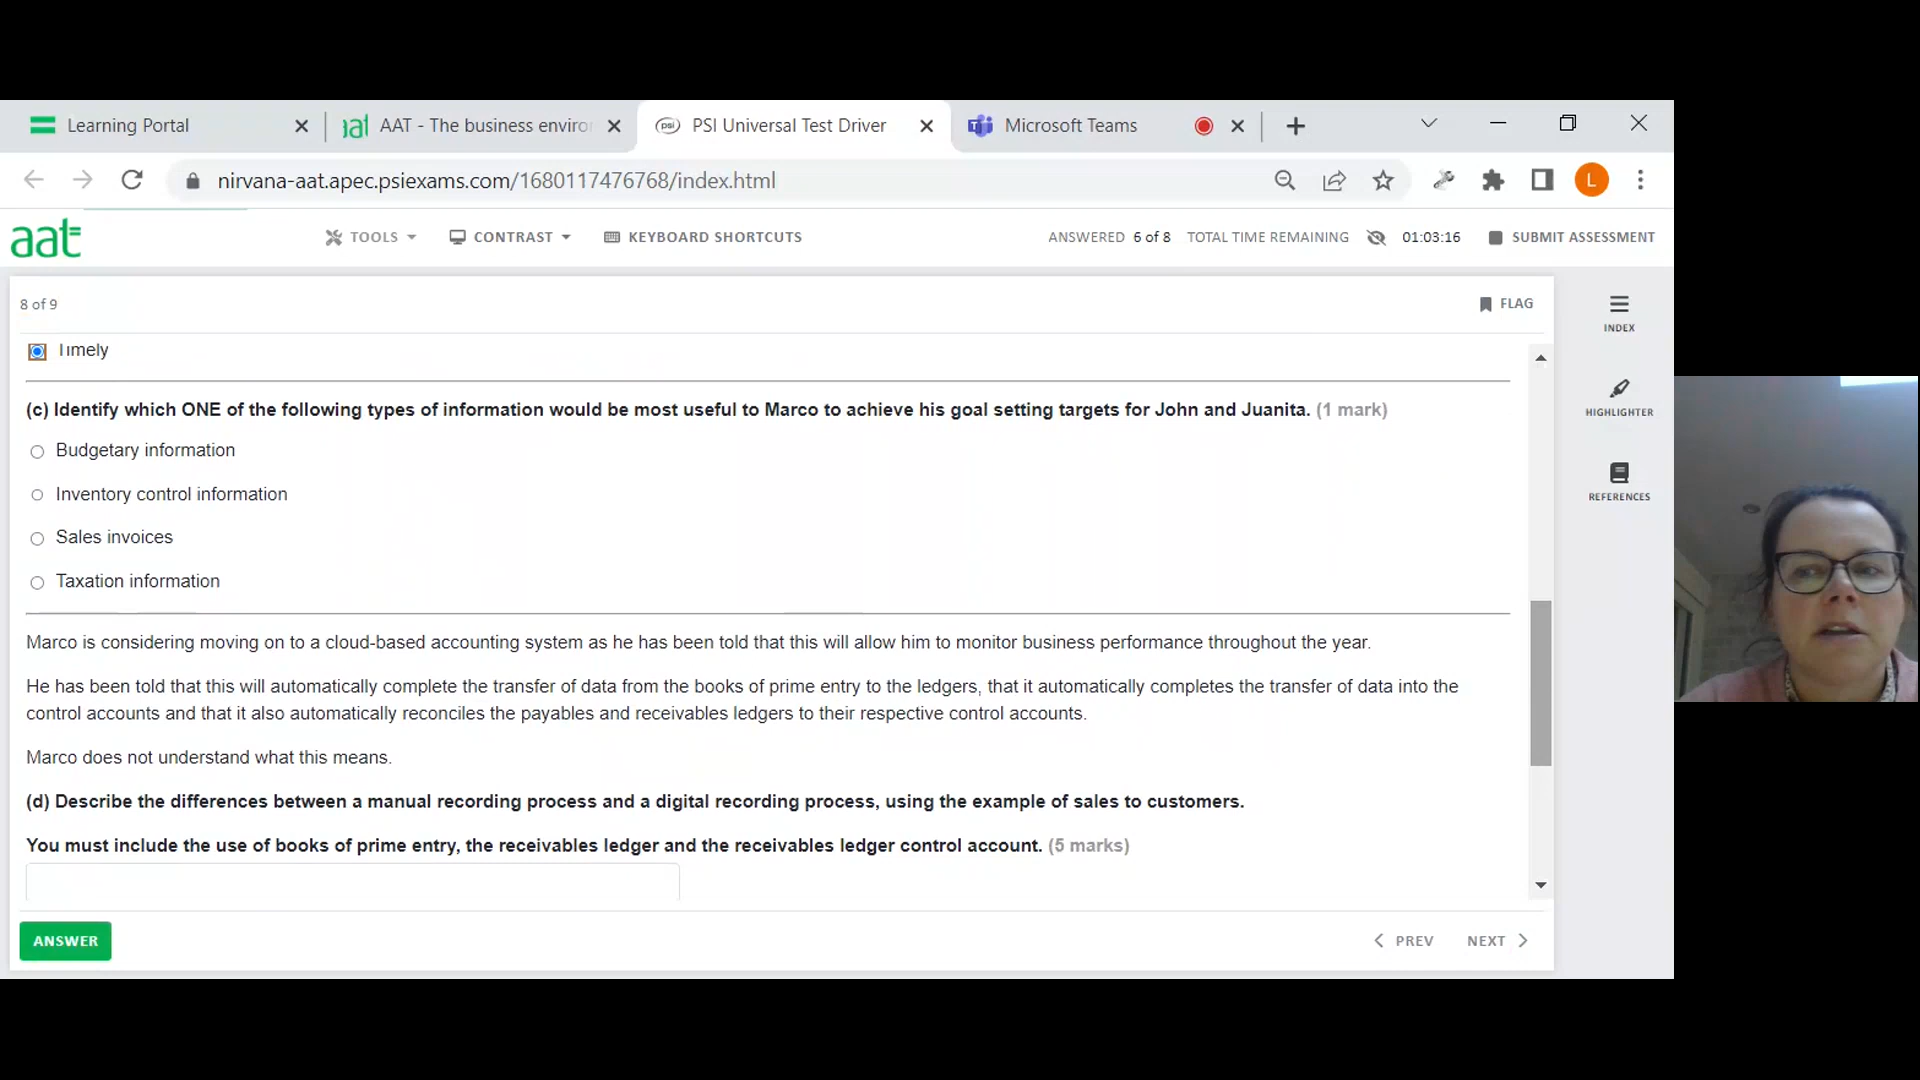 Learning Portal
AAT - The business enviro
psi
PSI Universal Test Driver
Microsoft Teams
nirvana-aat.apec.psiexams.com/1680117476768/index.html
L
aat
TOOLS
CONTRAST
KEYBOARD SHORTCUTS
ANSWERED 6 of 8
TOTAL TIME REMAINING
01:03:16
SUBMIT ASSESSMENT
8 of 9
FLAG
INDEX
HIGHLIGHTER
REFERENCES
Timely
(c) Identify which ONE of the following types of information would be most useful to Marco to achieve his goal setting targets for John and Juanita. (1 mark)
Budgetary information
Inventory control information
Sales invoices
Taxation information
Marco is considering moving on to a cloud-based accounting system as he has been told that this will allow him to monitor business performance throughout the year.
He has been told that this will automatically complete the transfer of data from the books of prime entry to the ledgers, that it automatically completes the transfer of data into the
control accounts and that it also automatically reconciles the payables and receivables ledgers to their respective control accounts.
Marco does not understand what this means.
(d) Describe the differences between a manual recording process and a digital recording process, using the example of sales to customers.
You must include the use of books of prime entry, the receivables ledger and the receivables ledger control account. (5 marks)
ANSWER
PREV
NEXT